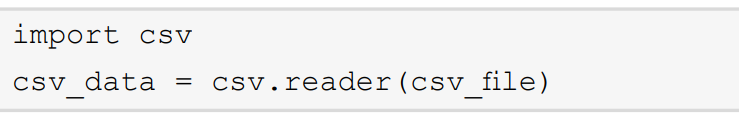 import csv
csv_data = csv.reader(csv_file)